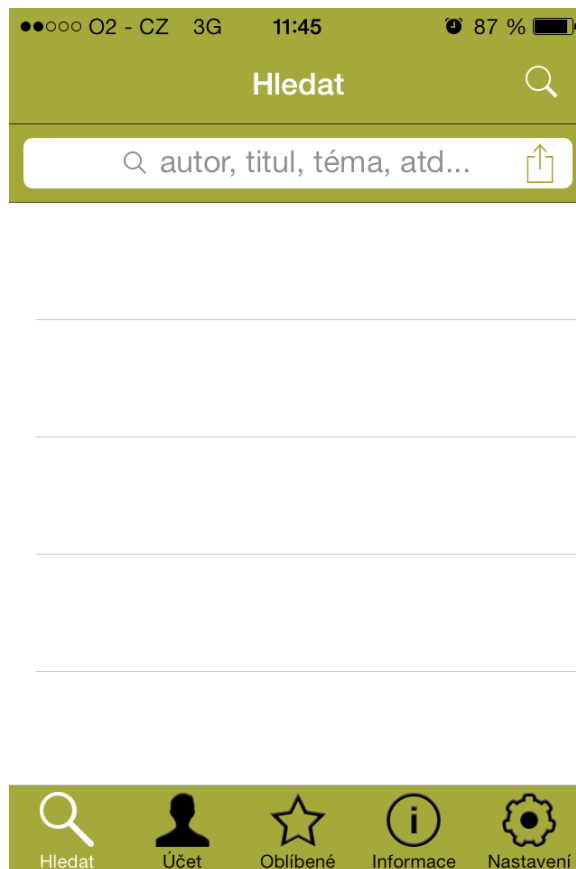 O2 - CZ 3G 11:45 87 %
Hledat
autor, titul, téma, atd...
Hledat Účet Oblíbené Informace Nastavení